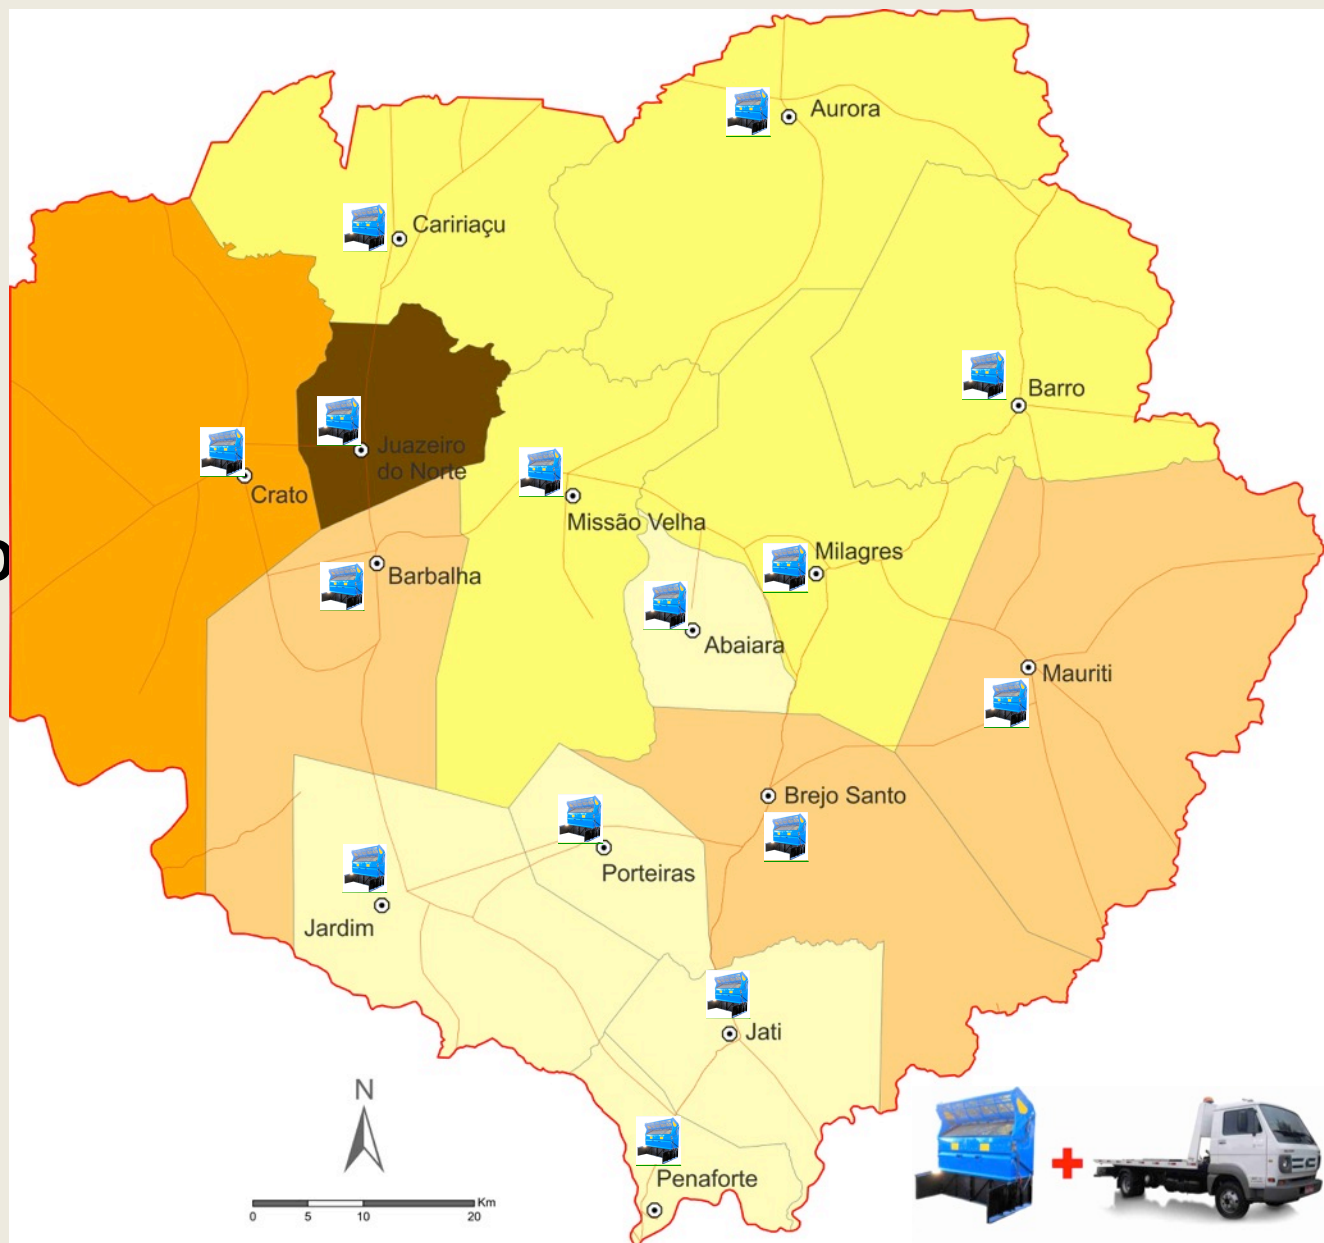 Aurora
Caririaçu
Barro
Juazeiro
do Norte
Crato
Missão Velha
Milagres
Barbalha
Abaiara
Mauriti
Brejo Santo
Porteiras
Jardim
Jati
Penaforte
N
Km
0 5 10 20